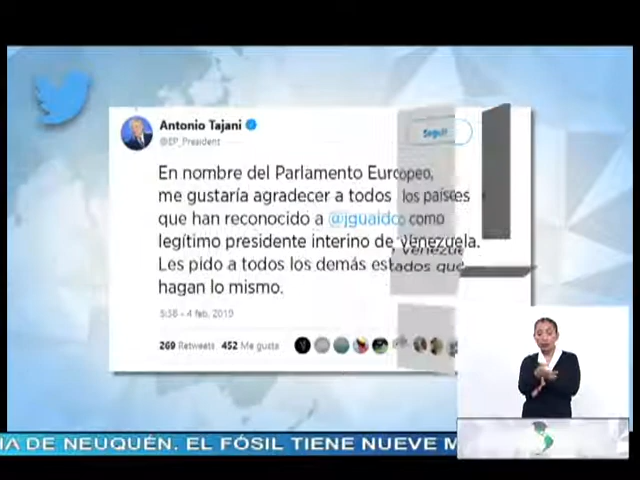 Antonio Tajani
@EP_President
Seguir
En nombre del Parlamento Europeo,
me gustaría agradecer a todos los países
que han reconocido a @jguaido como
legítimo presidente interino de Venezuela.
Les pido a todos los demás estados que
hagan lo mismo.
5:58 - 4 feb. 2019
269 Retweets 452 Me gusta
IA DE NEUQUÉN. EL FÓSIL TIENE NUEVE M